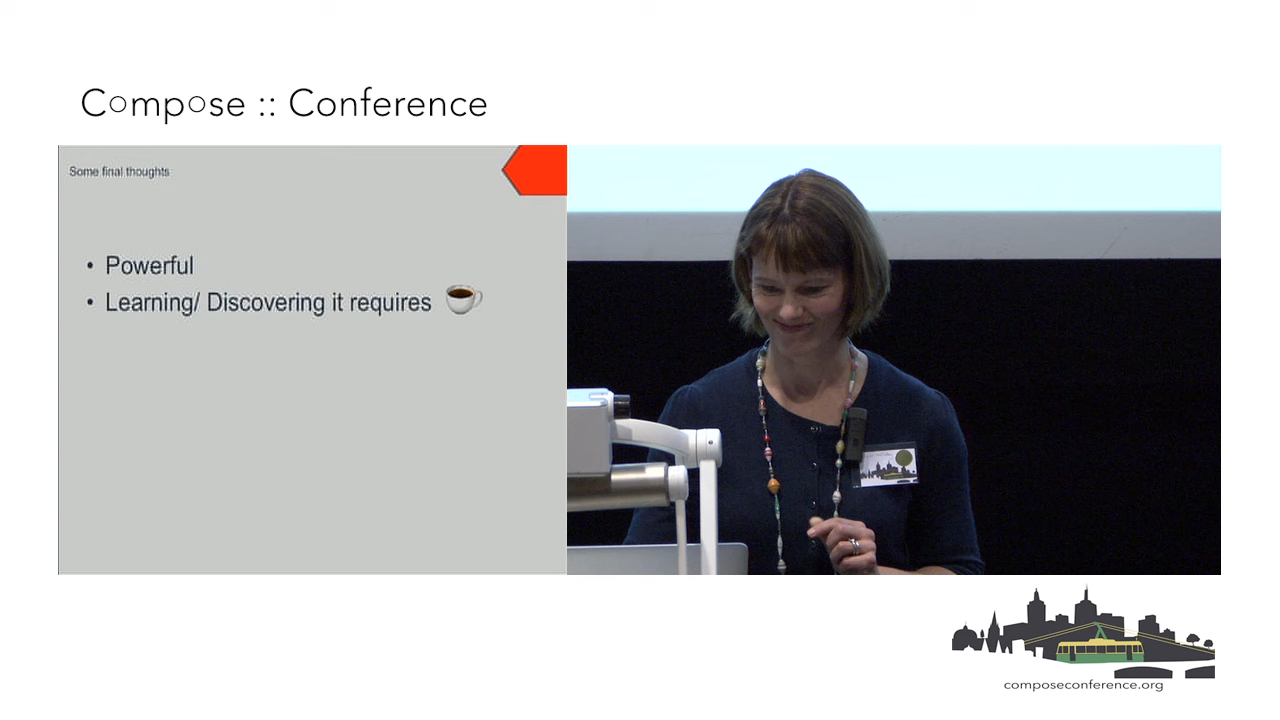 Compose :: Conference
Some final thoughts
• Powerful
• Learning/ Discovering it requires
composeconference.org